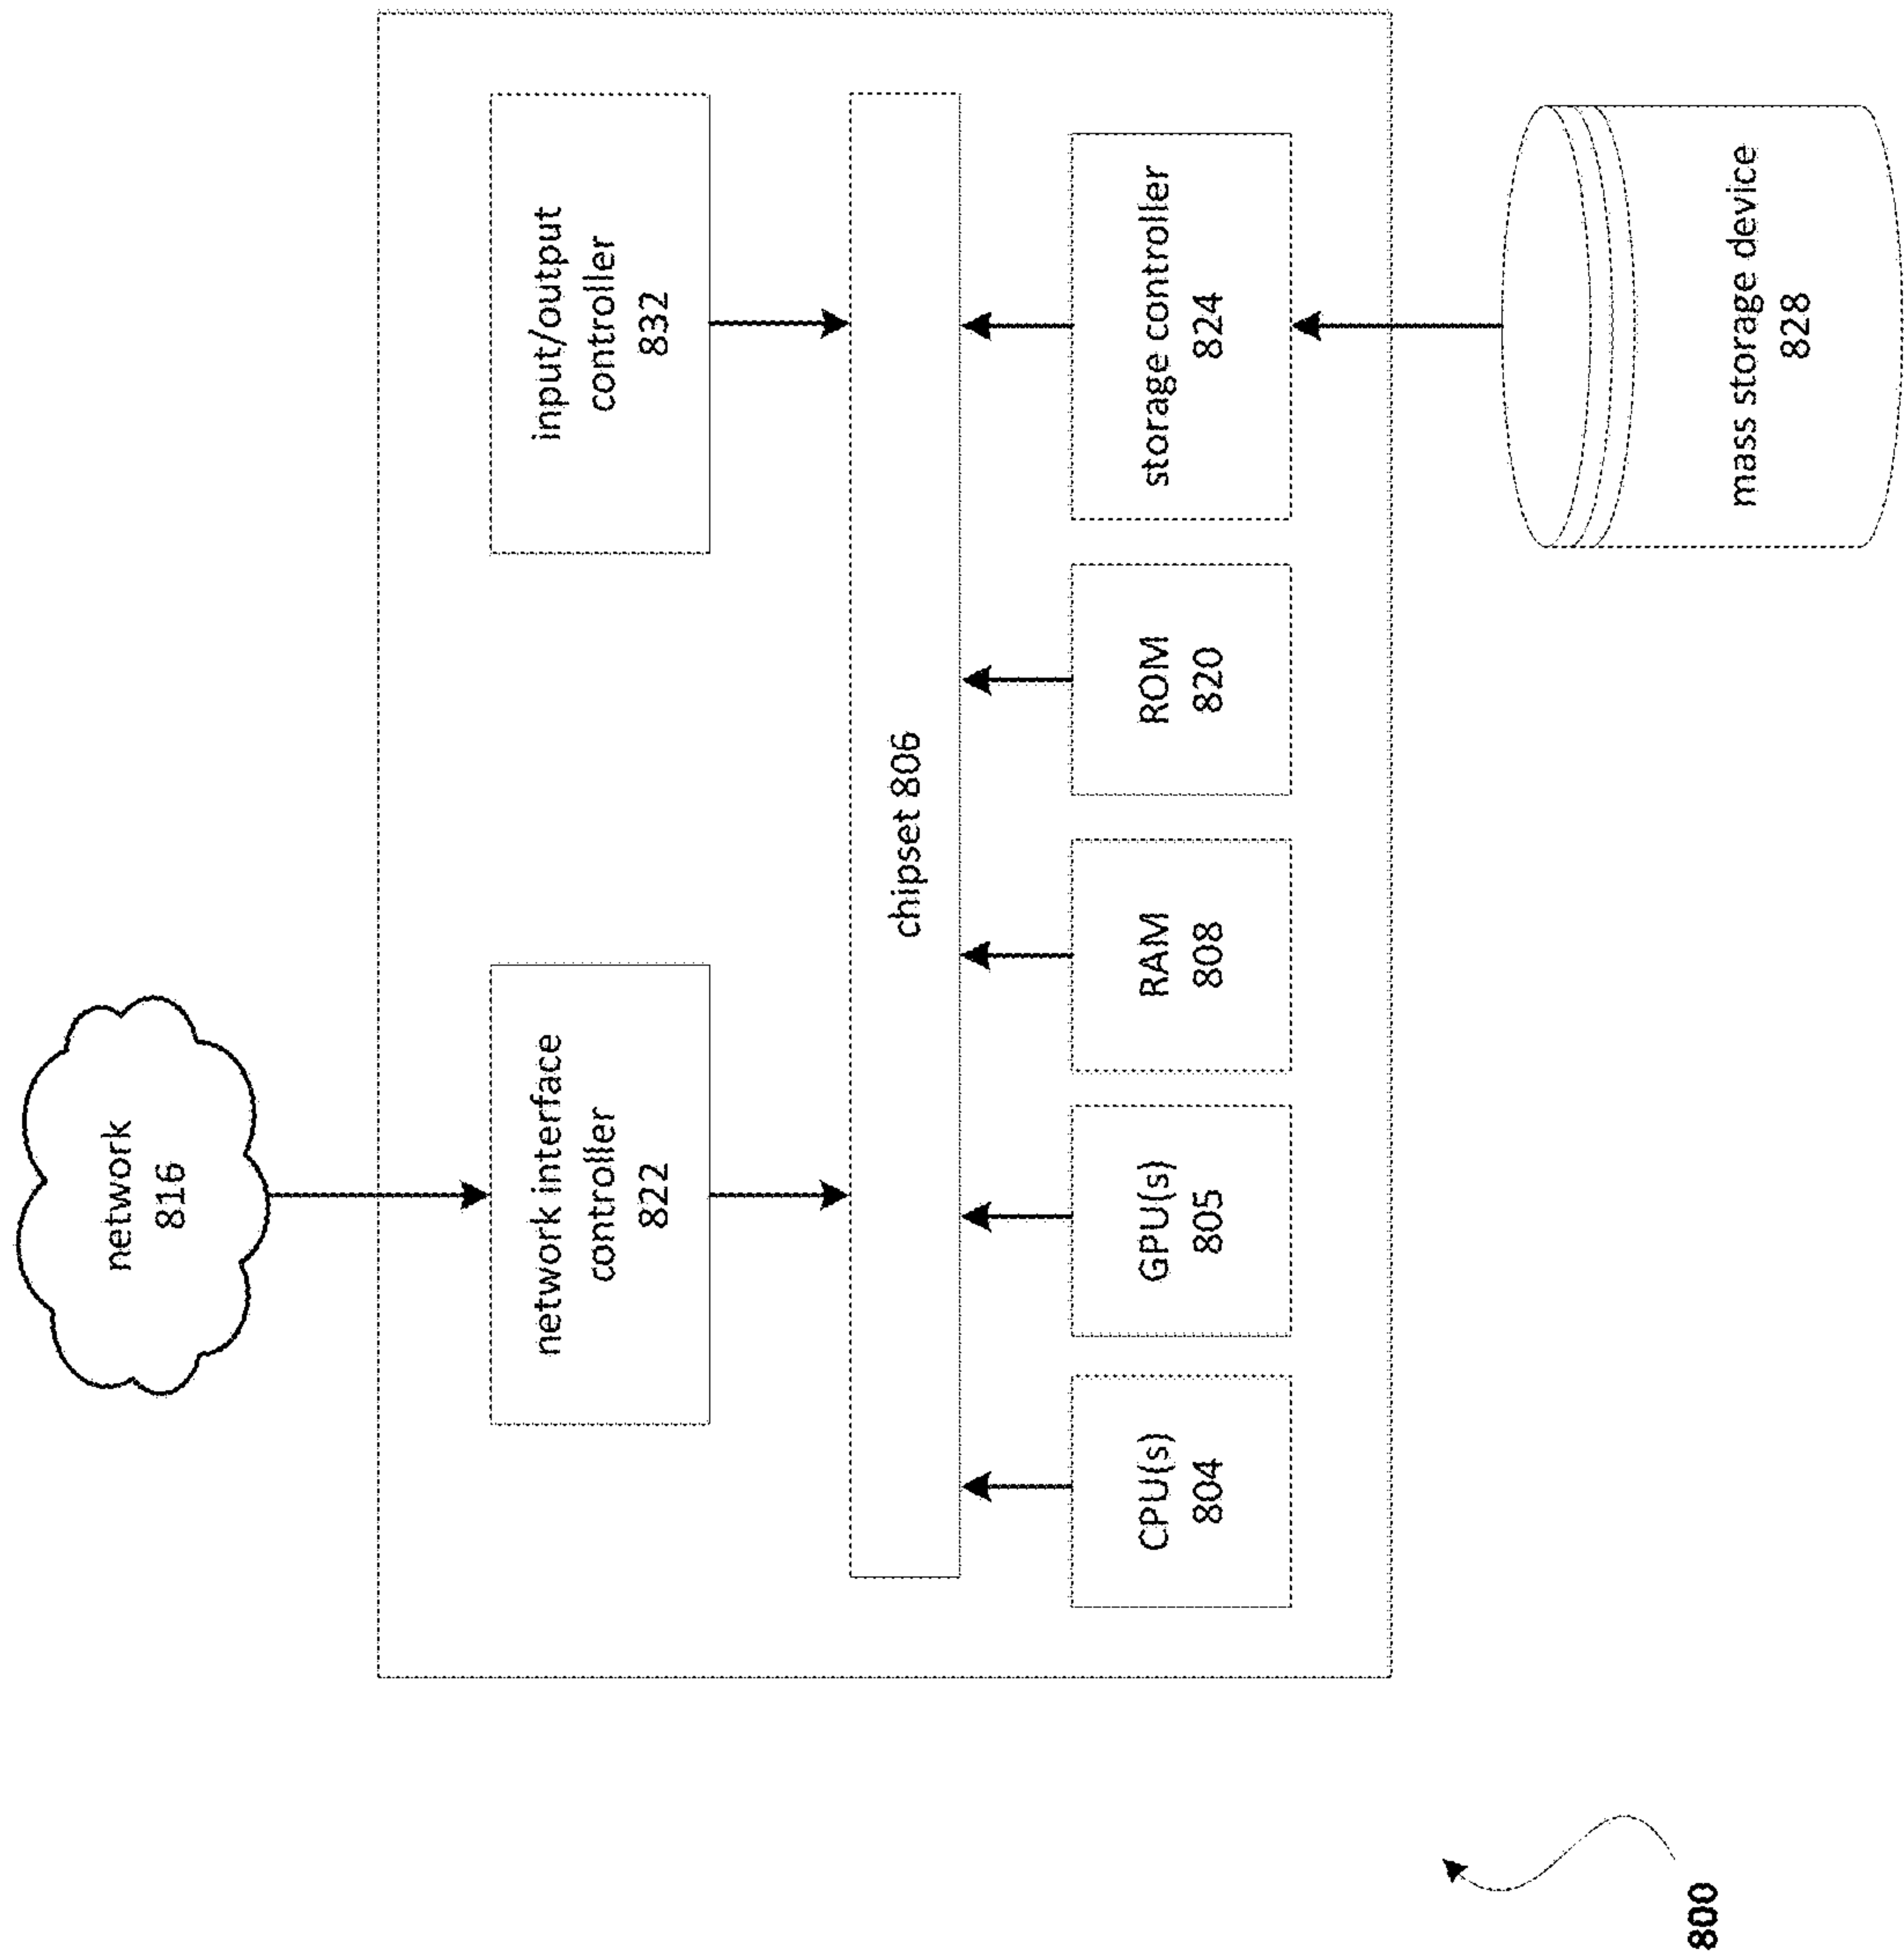 network
816
network interface
controller
822
input/output
controller
832
chipset 806
CPU(s)
804
GPU(s)
805
RAM
808
ROM
820
storage controller
824
mass storage device
828
800